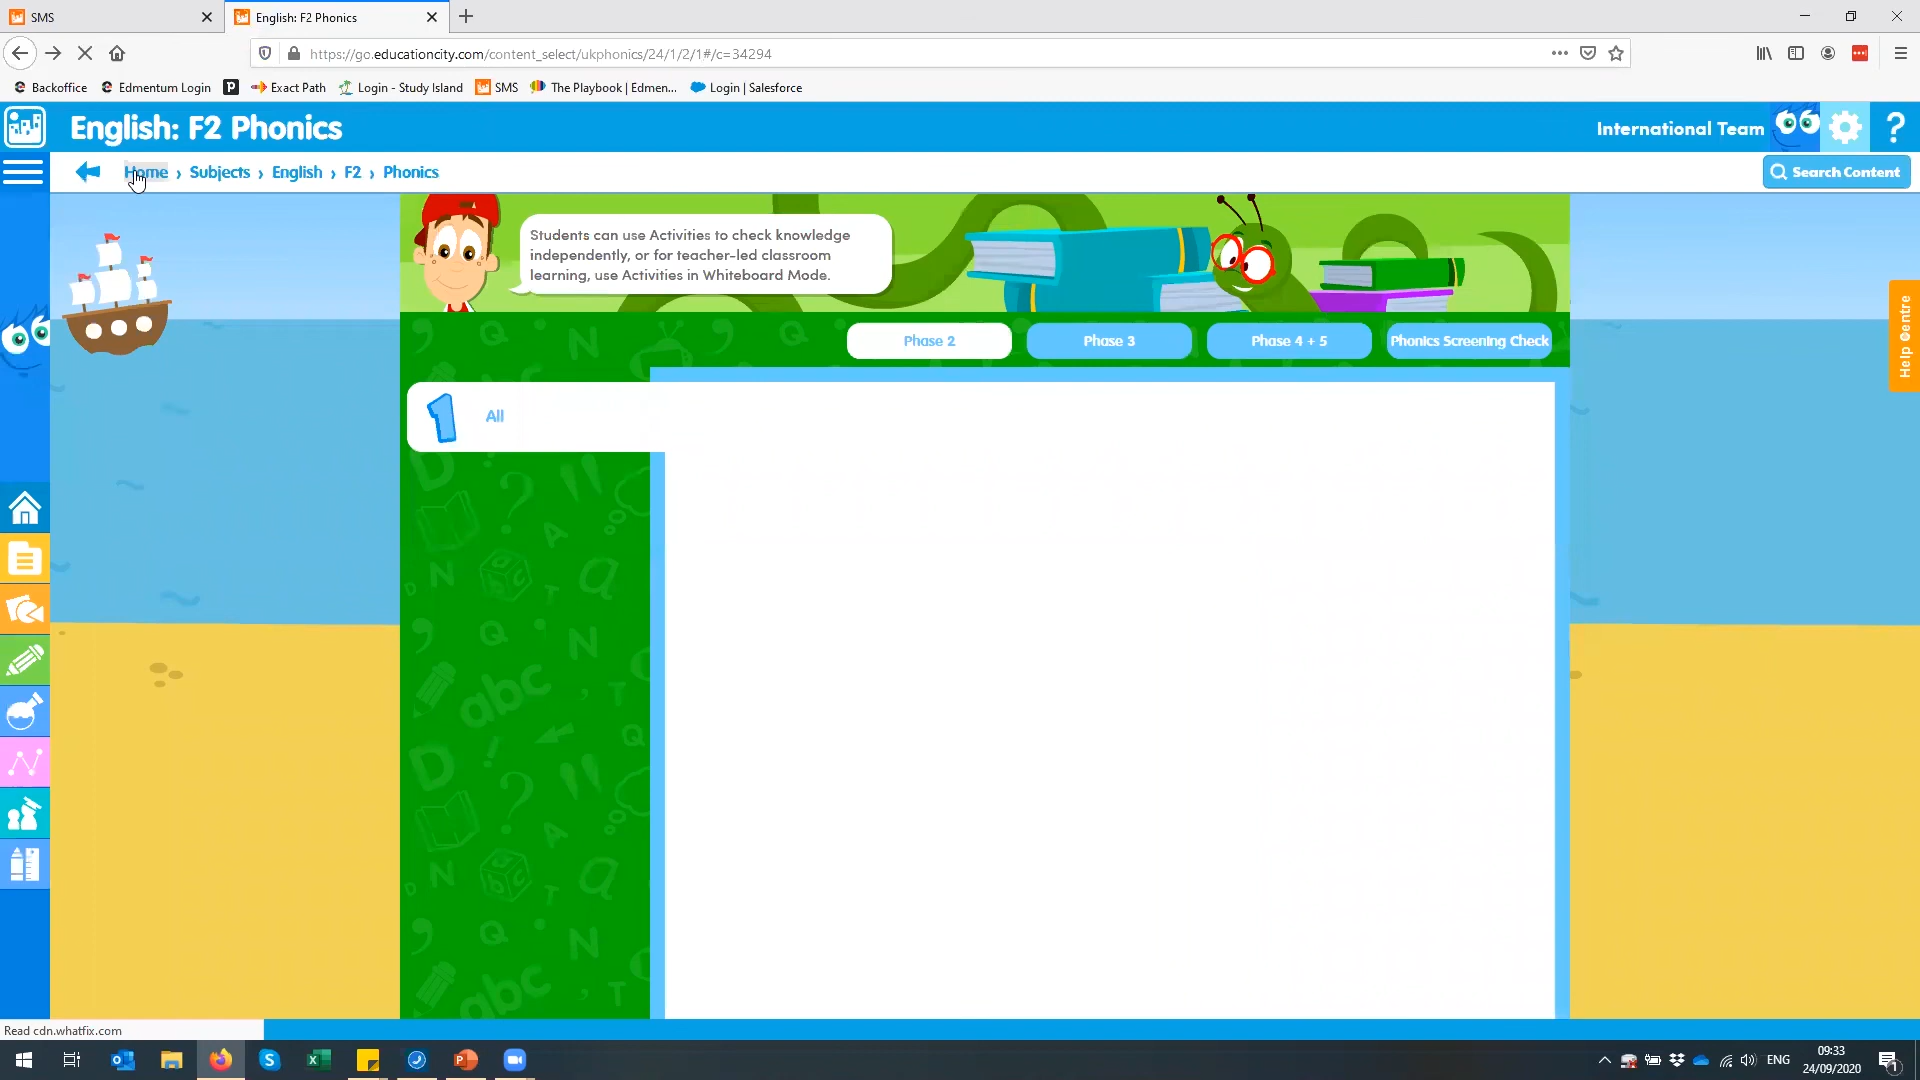 SMS
English: F2 Phonics
https://go.educationcity.com/content_select/ukphonics/24/1/2/1#/c=34294
Backoffice
Edmentum Login
Exact Path
Login - Study Island
SMS
The Playbook | Edmen...
Login | Salesforce
English: F2 Phonics
International Team
?
Home › Subjects › English › F2 › Phonics
Search Content
Students can use Activities to check knowledge
independently, or for teacher-led classroom
learning, use Activities in Whiteboard Mode.
Help Centre
Phase 2
Phase 3
Phase 4 + 5
Phonics Screening Check
1 All
Read cdn.whatfix.com
ENG
09:33
24/09/2020